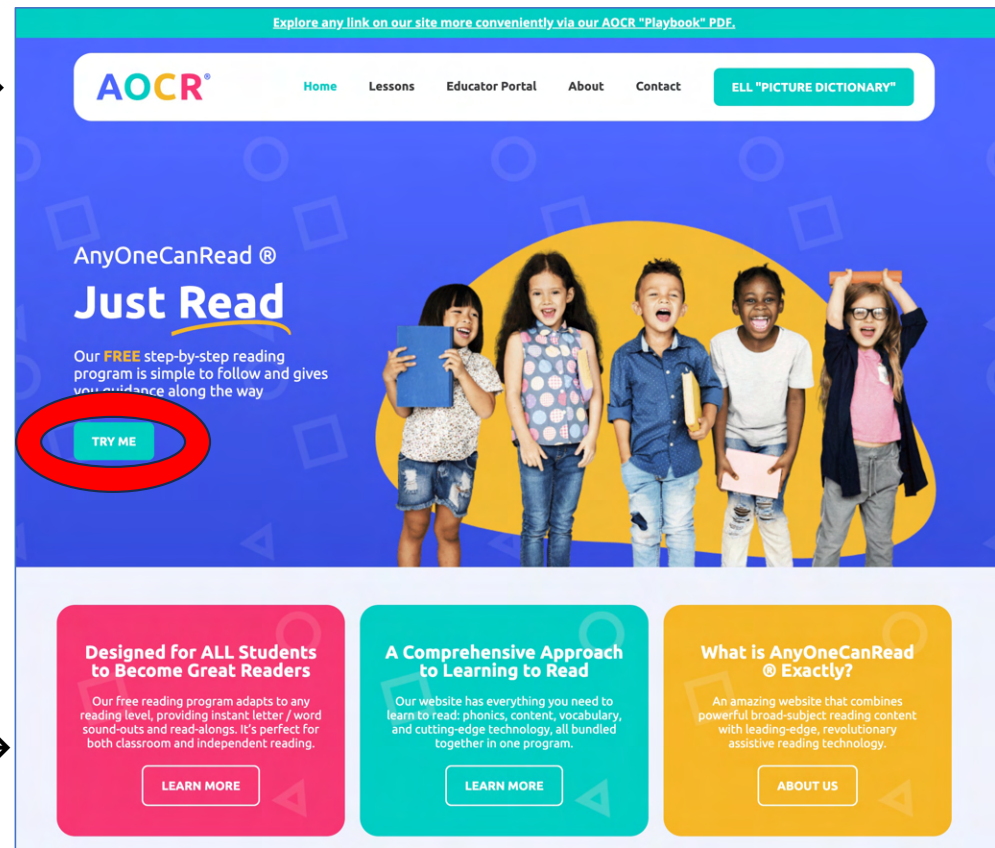 Explore any link on our site more conveniently via our AOCR "Playbook" PDF.
AOCR®
Home Lessons Educator Portal About Contact ELL "PICTURE DICTIONARY"
AnyOneCanRead ®
Just Read
Our FREE step-by-step reading
program is simple to follow and gives
you guidance along the way
TRY ME
Designed for ALL Students
to Become Great Readers
Our free reading program adapts to any
reading level, providing instant letter / word
sound-outs and read-alongs. It's perfect for
both classroom and independent reading.
LEARN MORE
A Comprehensive Approach
to Learning to Read
Our website has everything you need to
learn to read: phonics, content, vocabulary,
and cutting-edge technology, all bundled
together in one program.
LEARN MORE
What is AnyOneCanRead
® Exactly?
An amazing website that combines
powerful broad-subject reading content
with leading-edge, revolutionary
assistive reading technology.
ABOUT US